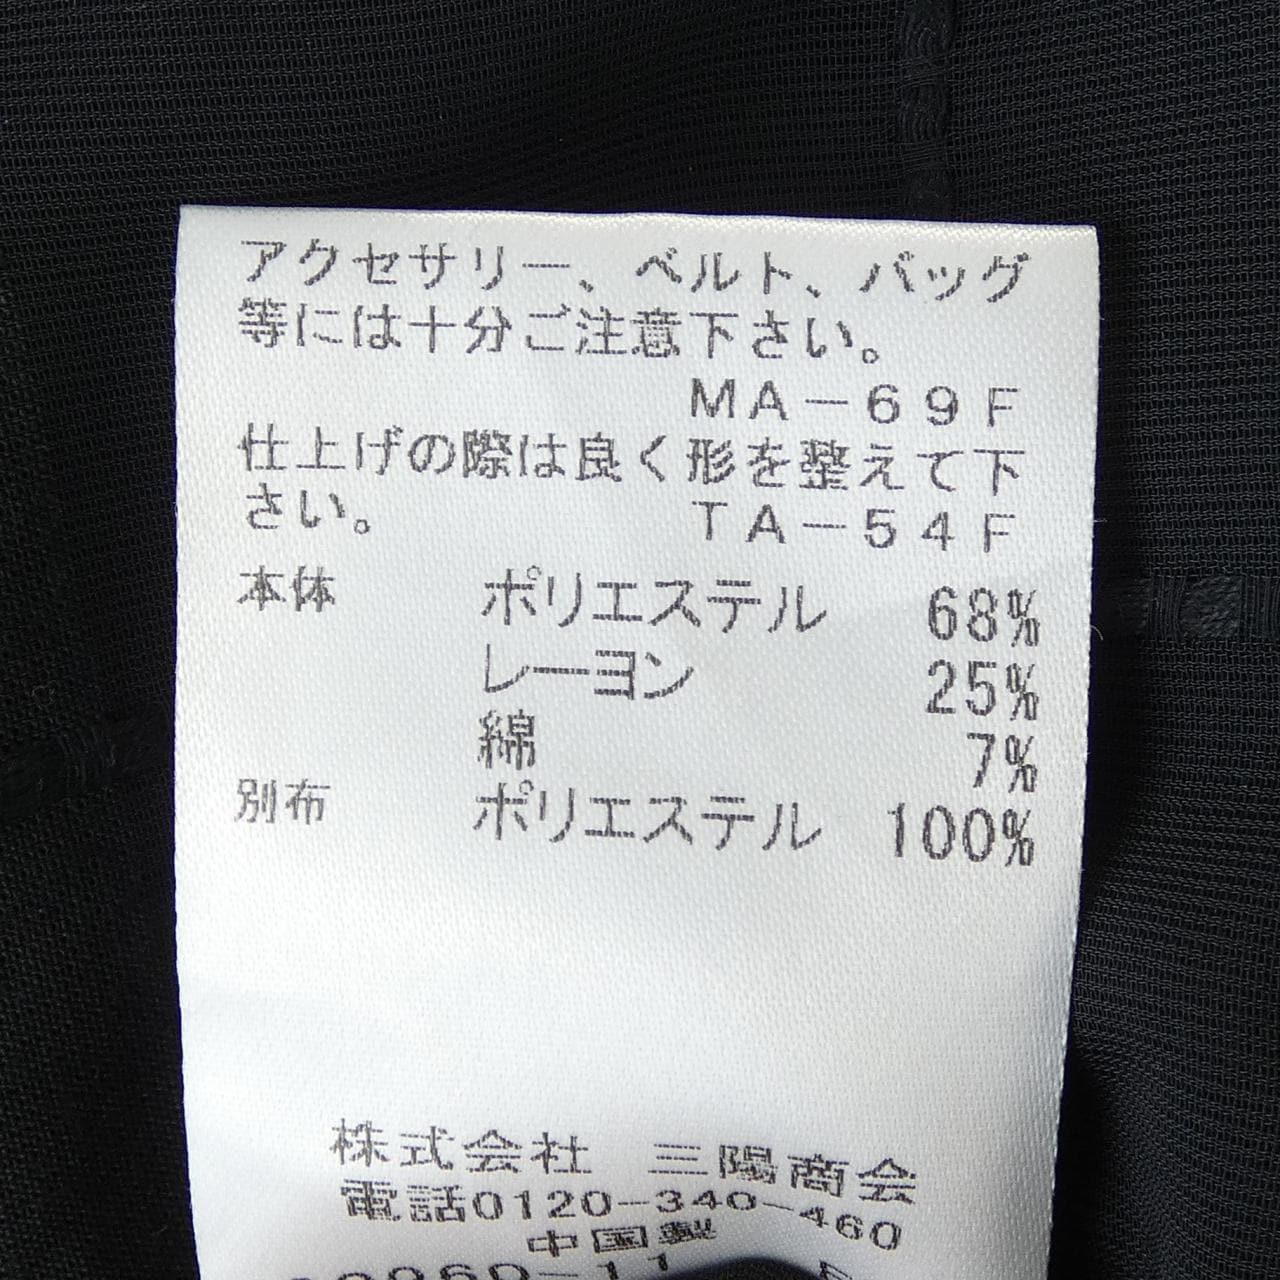 アクセサリー、ベルト、バッグ
等には十分ご注意下さい。
MA－69F
仕上げの際は良く形を整えて下
さい。 TA－54F
本体 ポリエステル 68%
レーヨン 25%
綿 7%
別布 ポリエステル 100%
株式会社 三陽商会
電話0120-340-460
中国製